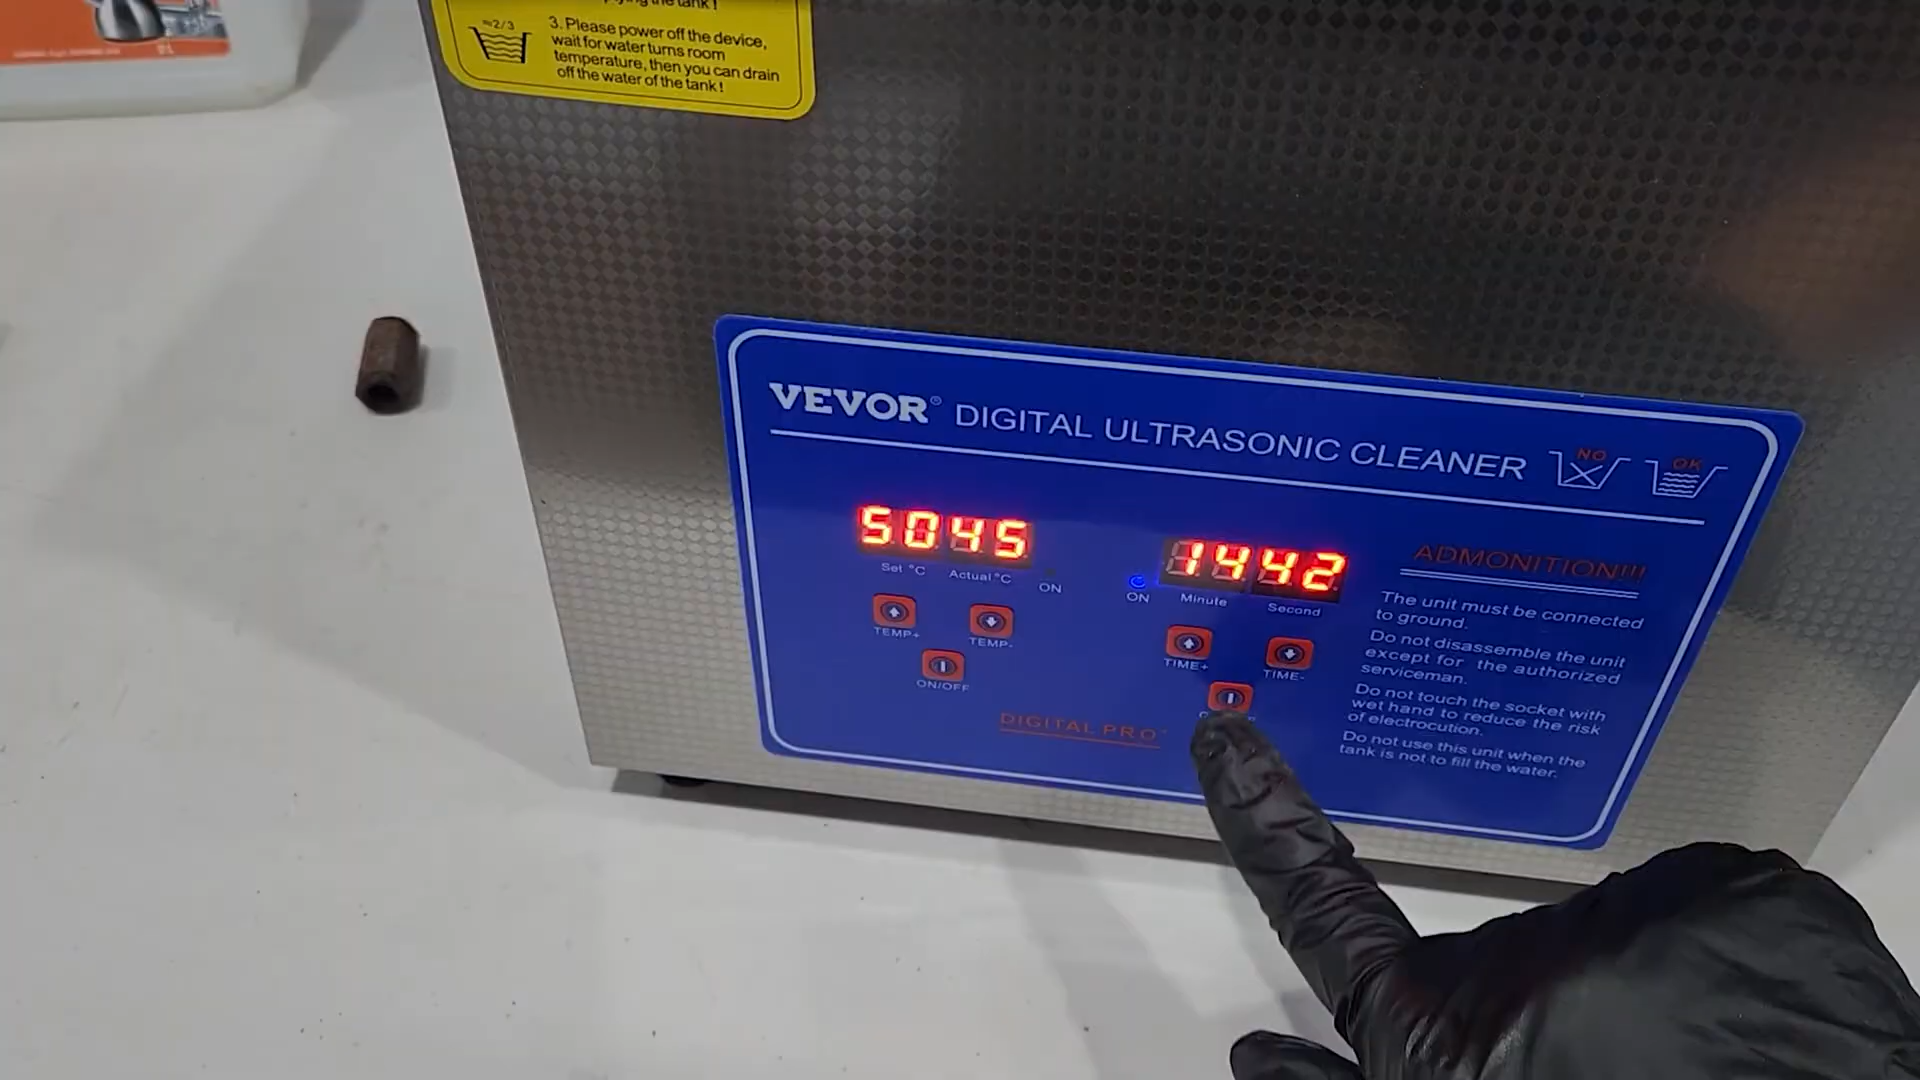 ≈2/3
3. Please power off the device,
wait for water turns room
temperature, then you can drain
off the water of the tank!
VEVOR® DIGITAL ULTRASONIC CLEANER
NO
OK
5045
1442
Set °C
Actual °C
ON
ON
Minute
Second
TEMP+
TEMP-
ON/OFF
TIME+
TIME-
DIGITAL PRO+
ADMONITION!!!
The unit must be connected
to ground.
Do not disassemble the unit
except for the authorized
serviceman.
Do not touch the socket with
wet hand to reduce the risk
of electrocution.
Do not use this unit when the
tank is not to fill the water.